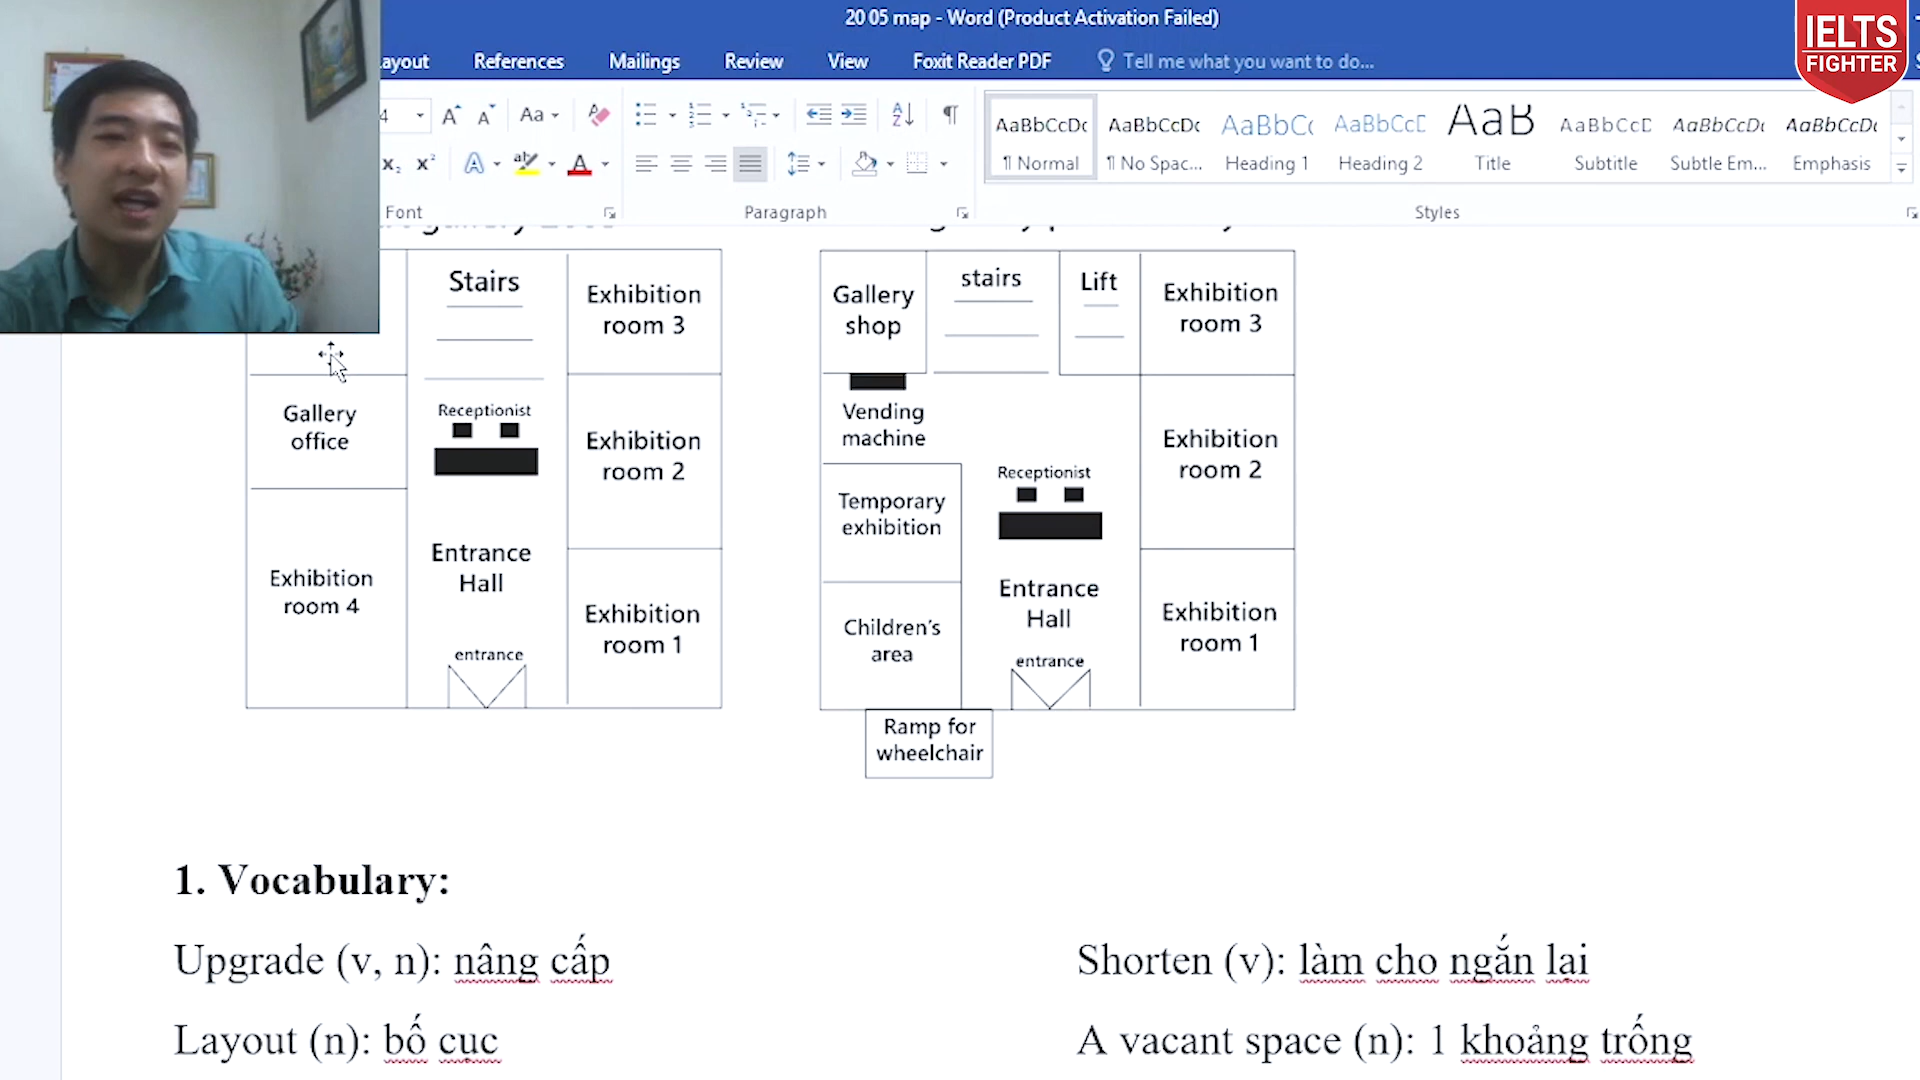 20 05 map - Word (Product Activation Failed)
IELTS
FIGHTER
ayout References Mailings Review View Foxit Reader PDF Tell me what you want to do...
4 A A Aa
AaBbCcDc AaBbCcDc AaBbC AaBbCcD AaB AaBbCcD AaBbCcDc AaBbCcDc
¶ Normal ¶ No Spac... Heading 1 Heading 2 Title Subtitle Subtle Em... Emphasis
Font Paragraph Styles
Stairs
Exhibition
room 3
Gallery
office
Receptionist
Exhibition
room 2
Exhibition
room 4
Entrance
Hall
Exhibition
room 1
entrance
Gallery
shop
stairs
Lift
Exhibition
room 3
Vending
machine
Exhibition
room 2
Receptionist
Temporary
exhibition
Entrance
Hall
Children's
area
Exhibition
room 1
entrance
Ramp for
wheelchair
1. Vocabulary:
Upgrade (v, n): nâng cấp
Shorten (v): làm cho ngắn lại
Layout (n): bố cục
A vacant space (n): 1 khoảng trống